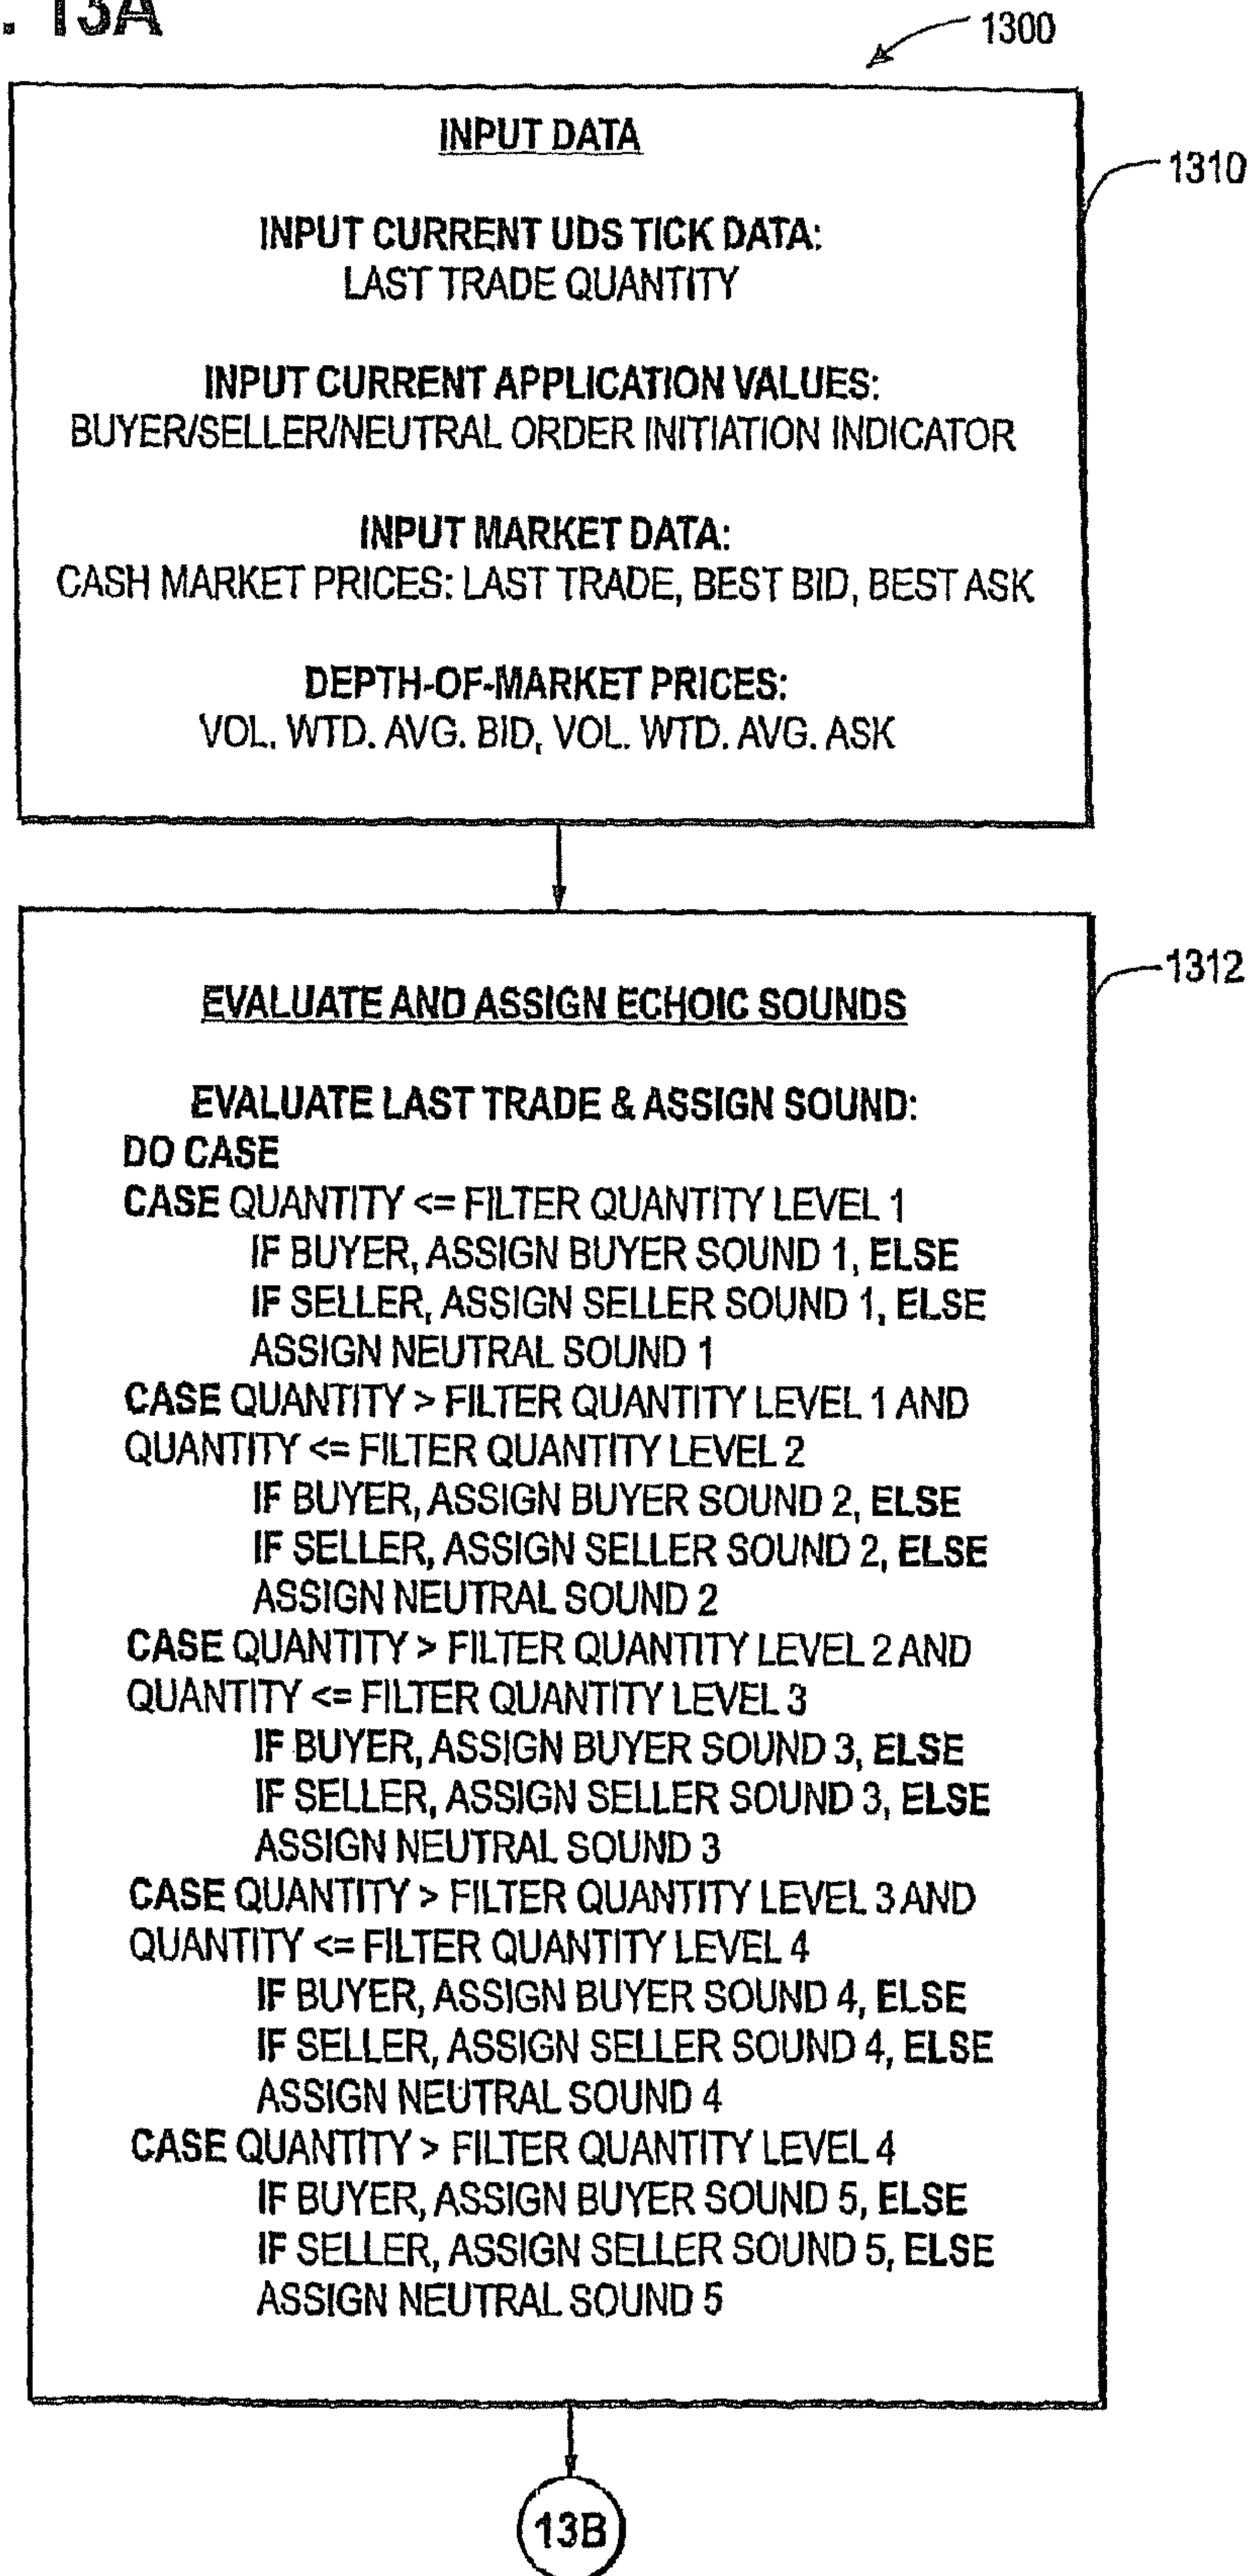 . 13A
1300
INPUT DATA
1310
INPUT CURRENT UDS TICK DATA:
LAST TRADE QUANTITY
INPUT CURRENT APPLICATION VALUES:
BUYER/SELLER/NEUTRAL ORDER INITIATION INDICATOR
INPUT MARKET DATA:
CASH MARKET PRICES: LAST TRADE, BEST BID, BEST ASK
DEPTH-OF-MARKET PRICES:
VOL. WTD. AVG. BID, VOL. WTD. AVG. ASK
1312
EVALUATE AND ASSIGN ECHOIC SOUNDS
EVALUATE LAST TRADE & ASSIGN SOUND:
DO CASE
CASE QUANTITY <= FILTER QUANTITY LEVEL 1
IF BUYER, ASSIGN BUYER SOUND 1, ELSE
IF SELLER, ASSIGN SELLER SOUND 1, ELSE
ASSIGN NEUTRAL SOUND 1
CASE QUANTITY > FILTER QUANTITY LEVEL 1 AND
QUANTITY <= FILTER QUANTITY LEVEL 2
IF BUYER, ASSIGN BUYER SOUND 2, ELSE
IF SELLER, ASSIGN SELLER SOUND 2, ELSE
ASSIGN NEUTRAL SOUND 2
CASE QUANTITY > FILTER QUANTITY LEVEL 2 AND
QUANTITY <= FILTER QUANTITY LEVEL 3
IF BUYER, ASSIGN BUYER SOUND 3, ELSE
IF SELLER, ASSIGN SELLER SOUND 3, ELSE
ASSIGN NEUTRAL SOUND 3
CASE QUANTITY > FILTER QUANTITY LEVEL 3 AND
QUANTITY <= FILTER QUANTITY LEVEL 4
IF BUYER, ASSIGN BUYER SOUND 4, ELSE
IF SELLER, ASSIGN SELLER SOUND 4, ELSE
ASSIGN NEUTRAL SOUND 4
CASE QUANTITY > FILTER QUANTITY LEVEL 4
IF BUYER, ASSIGN BUYER SOUND 5, ELSE
IF SELLER, ASSIGN SELLER SOUND 5, ELSE
ASSIGN NEUTRAL SOUND 5
13B